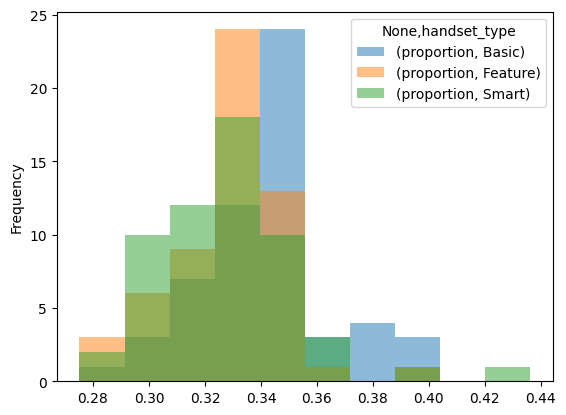 25
20
15
10
5
0
Frequency
None,handset_type
(proportion, Basic)
(proportion, Feature)
(proportion, Smart)
0.28 0.30 0.32 0.34 0.36 0.38 0.40 0.42 0.44